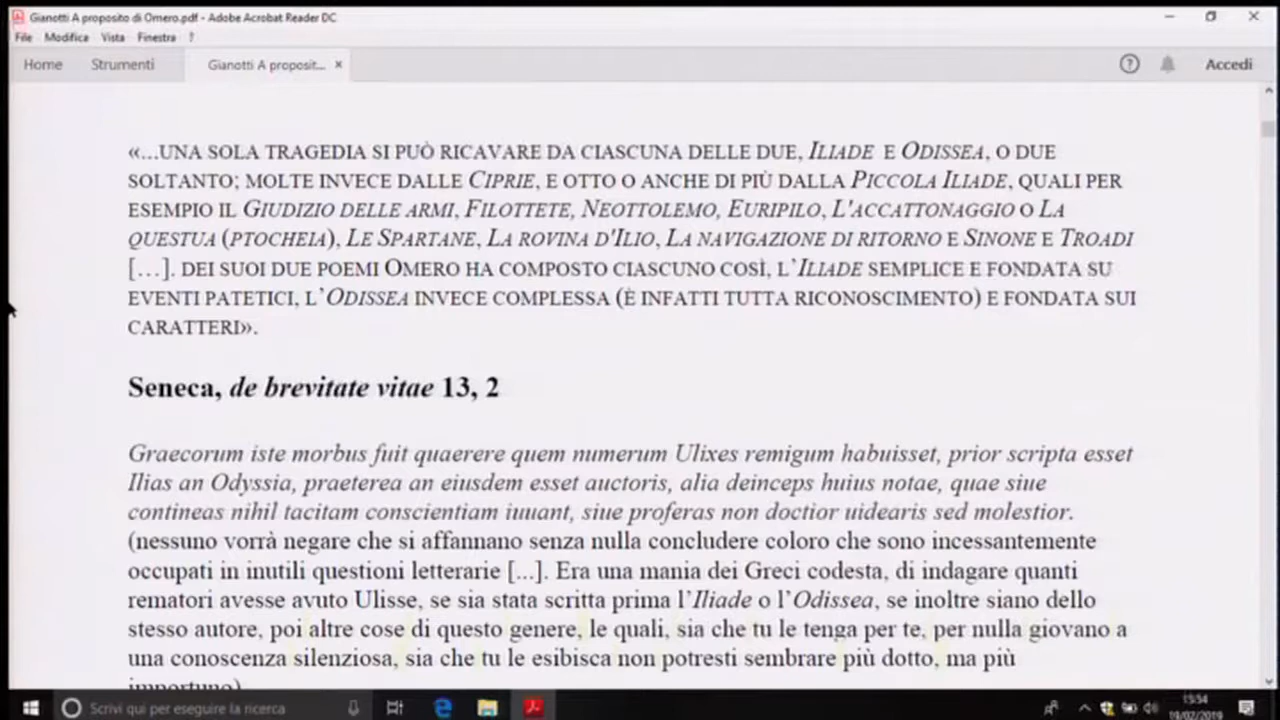 Gianotti A proposito di Omero.pdf - Adobe Acrobat Reader DC
File Modifica Vista Finestra ?
Home Strumenti Gianotti A proposit... × Accedi
«…UNA SOLA TRAGEDIA SI PUÒ RICAVARE DA CIASCUNA DELLE DUE, ILIADE E ODISSEA, O DUE
SOLTANTO; MOLTE INVECE DALLE CIPRIE, E OTTO O ANCHE DI PIÙ DALLA PICCOLA ILIADE, QUALI PER
ESEMPIO IL GIUDIZIO DELLE ARMI, FILOTTETE, NEOTTOLEMO, EURIPILO, L'ACCATTONAGGIO O LA
QUESTUA (PTOCHEIA), LE SPARTANE, LA ROVINA D'ILIO, LA NAVIGAZIONE DI RITORNO E SINONE E TROADI
[…]. DEI SUOI DUE POEMI OMERO HA COMPOSTO CIASCUNO COSÌ, L'ILIADE SEMPLICE E FONDATA SU
EVENTI PATETICI, L'ODISSEA INVECE COMPLESSA (È INFATTI TUTTA RICONOSCIMENTO) E FONDATA SUI
CARATTERI».
Seneca, de brevitate vitae 13, 2
Graecorum iste morbus fuit quaerere quem numerum Ulixes remigum habuisset, prior scripta esset
Ilias an Odyssia, praeterea an eiusdem esset auctoris, alia deinceps huius notae, quae siue
contineas nihil tacitam conscientiam iuuant, siue proferas non doctior uidearis sed molestior.
(nessuno vorrà negare che si affannano senza nulla concludere coloro che sono incessantemente
occupati in inutili questioni letterarie [...]. Era una mania dei Greci codesta, di indagare quanti
rematori avesse avuto Ulisse, se sia stata scritta prima l'Iliade o l'Odissea, se inoltre siano dello
stesso autore, poi altre cose di questo genere, le quali, sia che tu le tenga per te, per nulla giovano a
una conoscenza silenziosa, sia che tu le esibisca non potresti sembrare più dotto, ma più
importuno)
Scrivi qui per eseguire la ricerca
15:54
19/02/2019